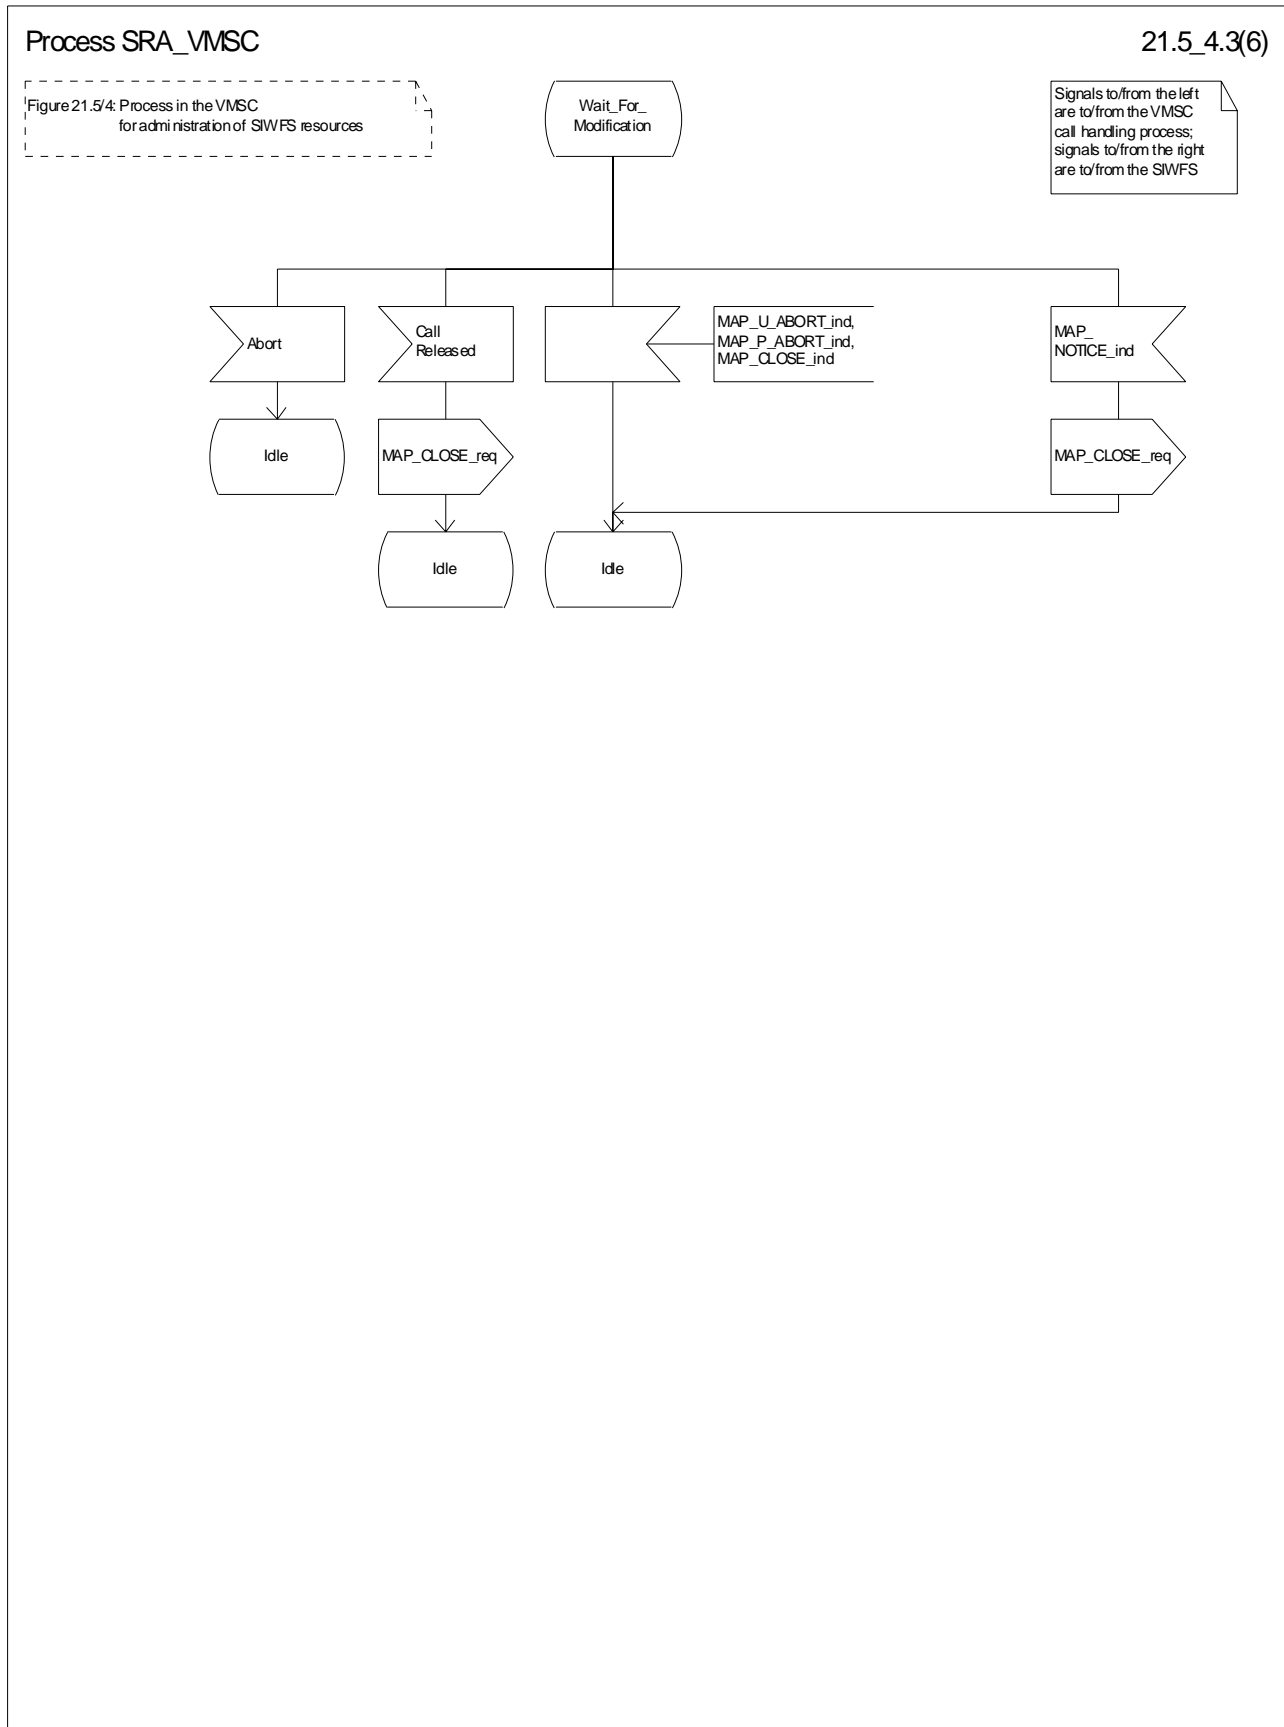 Process SRA_VMSC
21.5_4.3(6)
Figure 21.5/4: Process in the VMSC
for administration of SIWFS resources
Wait_For_
Modification
Signals to/from the left
are to/from the VMSC
call handling process;
signals to/from the right
are to/from the SIWFS
Abort
Call
Released
MAP_U_ABORT_ind,
MAP_P_ABORT_ind,
MAP_CLOSE_ind
MAP_
NOTICE_ind
Idle
MAP_CLOSE_req
MAP_CLOSE_req
Idle
Idle